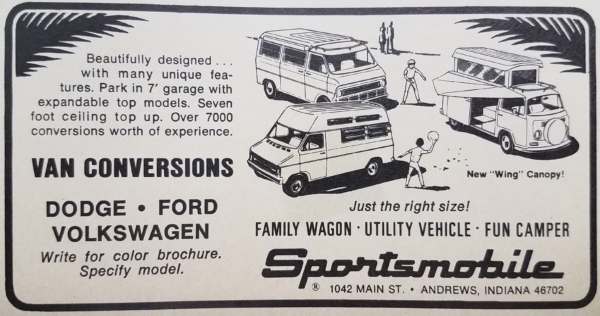 Beautifully designed . . .
with many unique fea-
tures. Park in 7' garage with
expandable top models. Seven
foot ceiling top up. Over 7000
conversions worth of experience.
VAN CONVERSIONS
DODGE • FORD
VOLKSWAGEN
Write for color brochure.
Specify model.
New "Wing" Canopy!
Just the right size!
FAMILY WAGON · UTILITY VEHICLE · FUN CAMPER
Sportsmobile
® 1042 MAIN ST. • ANDREWS, INDIANA 46702